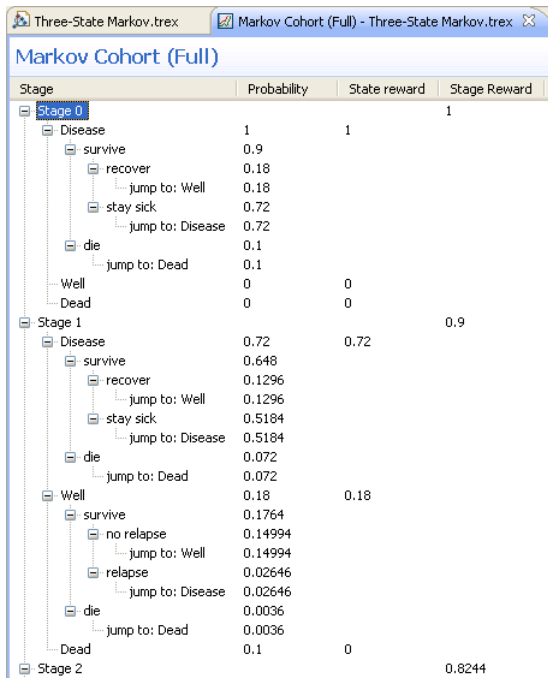 Three-State Markov.trex Markov Cohort (Full) - Three-State Markov.trex
Markov Cohort (Full)
Stage Probability State reward Stage Reward
Stage 0 1
Disease 1 1
survive 0.9
recover 0.18
jump to: Well 0.18
stay sick 0.72
jump to: Disease 0.72
die 0.1
jump to: Dead 0.1
Well 0 0
Dead 0 0
Stage 1 0.9
Disease 0.72 0.72
survive 0.648
recover 0.1296
jump to: Well 0.1296
stay sick 0.5184
jump to: Disease 0.5184
die 0.072
jump to: Dead 0.072
Well 0.18 0.18
survive 0.1764
no relapse 0.14994
jump to: Well 0.14994
relapse 0.02646
jump to: Disease 0.02646
die 0.0036
jump to: Dead 0.0036
Dead 0.1 0
Stage 2 0.8244